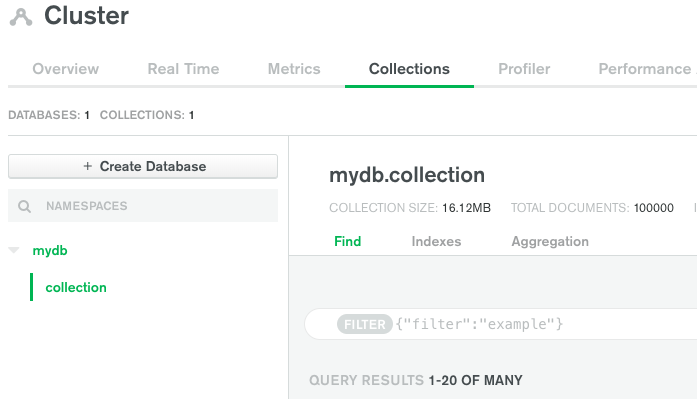 Cluster
Overview Real Time Metrics Collections Profiler Performance
DATABASES: 1 COLLECTIONS: 1
+ Create Database
NAMESPACES
mydb
collection
mydb.collection
COLLECTION SIZE: 16.12MB TOTAL DOCUMENTS: 100000
Find Indexes Aggregation
FILTER {"filter":"example"}
QUERY RESULTS 1-20 OF MANY